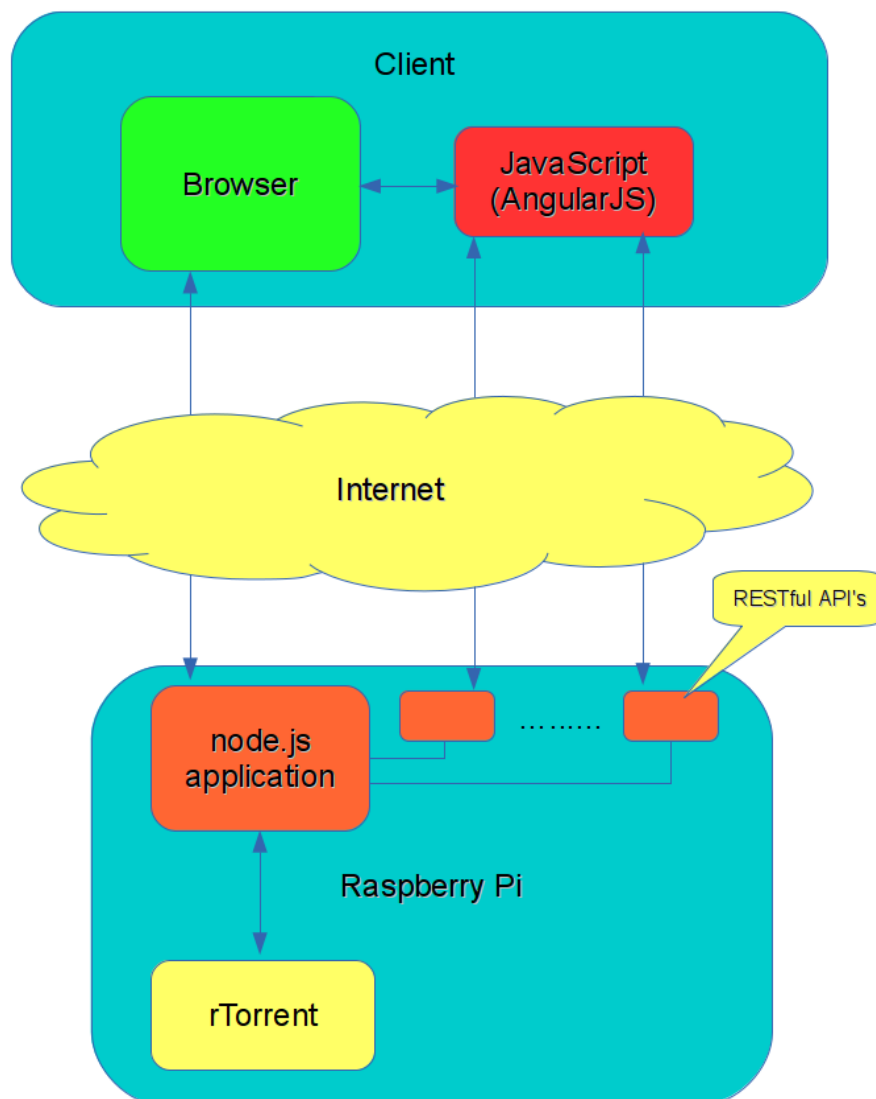 Client
Browser
JavaScript
(AngularJS)
Internet
RESTful API's
node.js
application
.........
Raspberry Pi
rTorrent